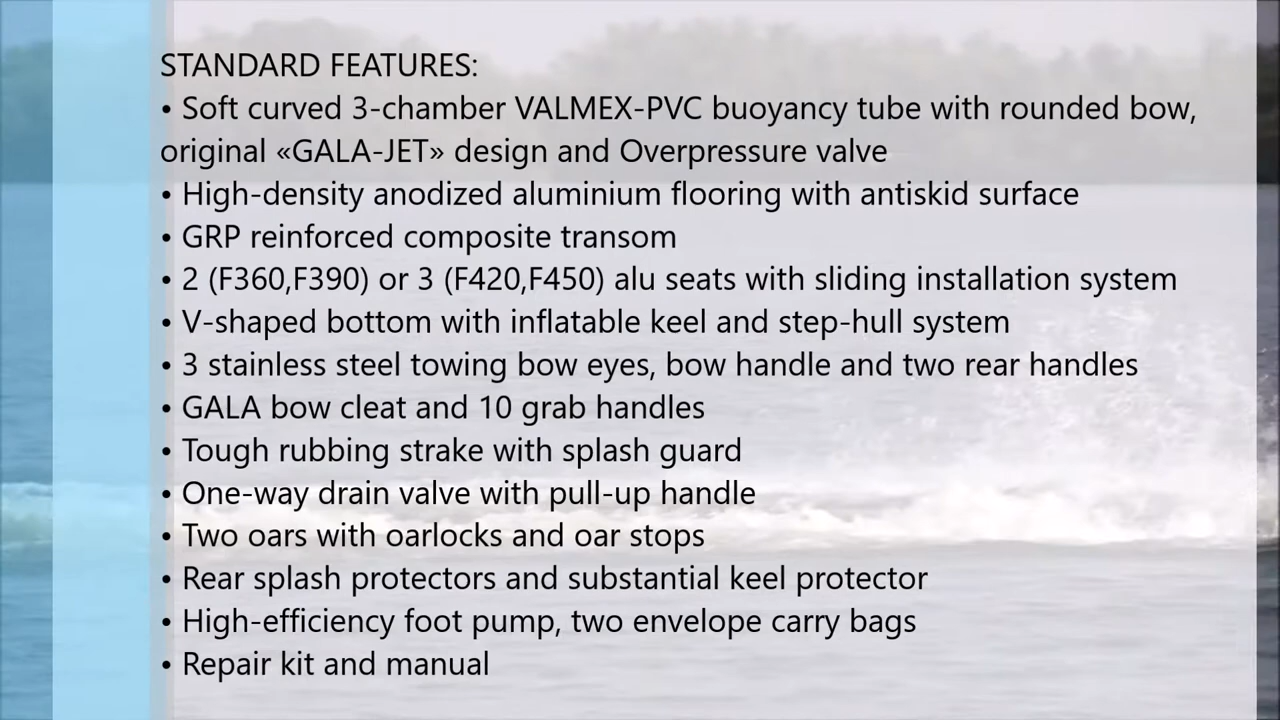 STANDARD FEATURES:
• Soft curved 3-chamber VALMEX-PVC buoyancy tube with rounded bow,
original «GALA-JET» design and Overpressure valve
• High-density anodized aluminium flooring with antiskid surface
• GRP reinforced composite transom
• 2 (F360,F390) or 3 (F420,F450) alu seats with sliding installation system
• V-shaped bottom with inflatable keel and step-hull system
• 3 stainless steel towing bow eyes, bow handle and two rear handles
• GALA bow cleat and 10 grab handles
• Tough rubbing strake with splash guard
• One-way drain valve with pull-up handle
• Two oars with oarlocks and oar stops
• Rear splash protectors and substantial keel protector
• High-efficiency foot pump, two envelope carry bags
• Repair kit and manual